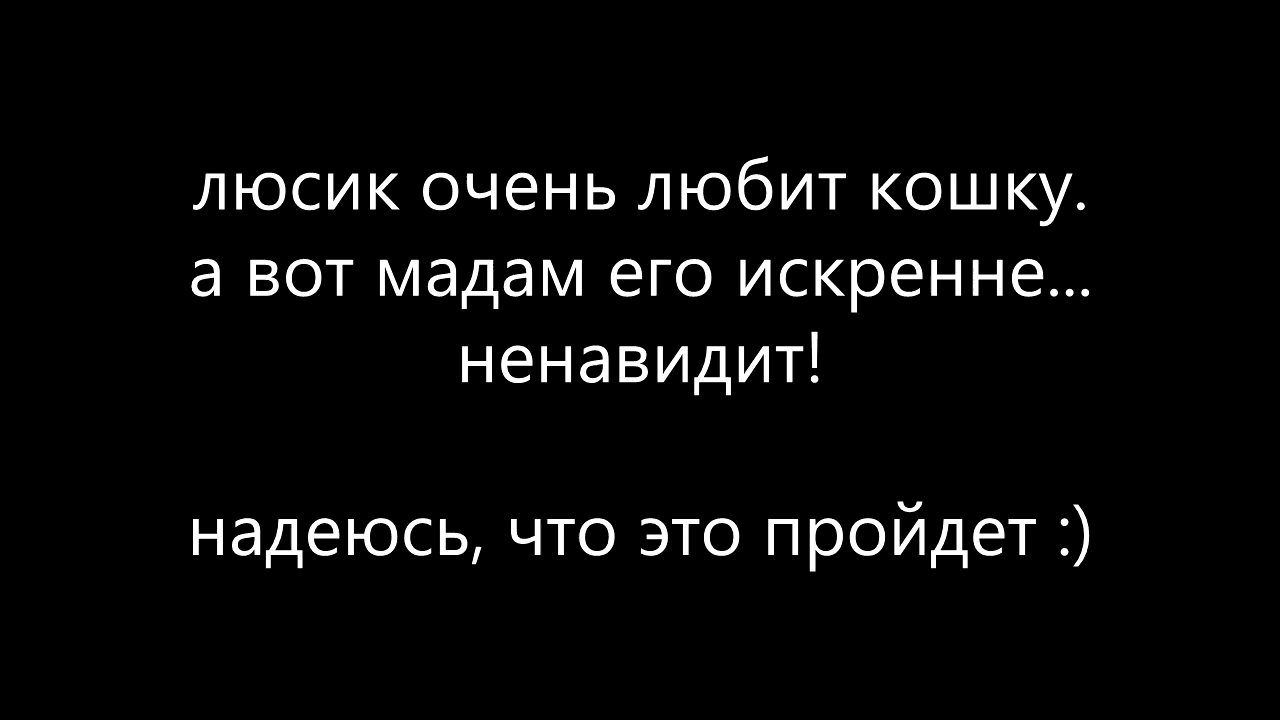 люсик очень любит кошку.
а вот мадам его искренне...
ненавидит!
надеюсь, что это пройдет :)